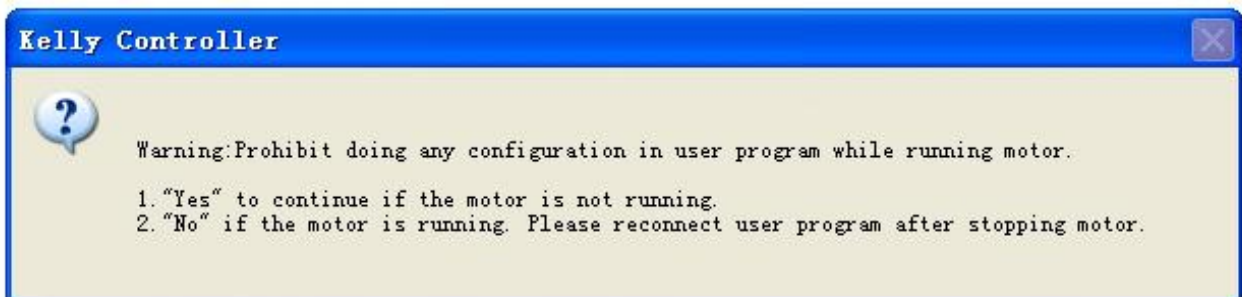 Kelly Controller
?
Warning:Prohibit doing any configuration in user program while running motor.
1."Yes" to continue if the motor is not running.
2."No" if the motor is running. Please reconnect user program after stopping motor.